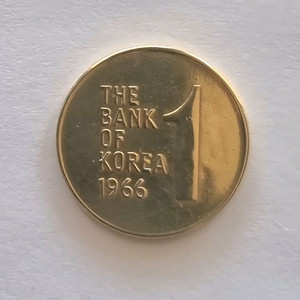 THE
BANK
OF
KOREA
1966
1